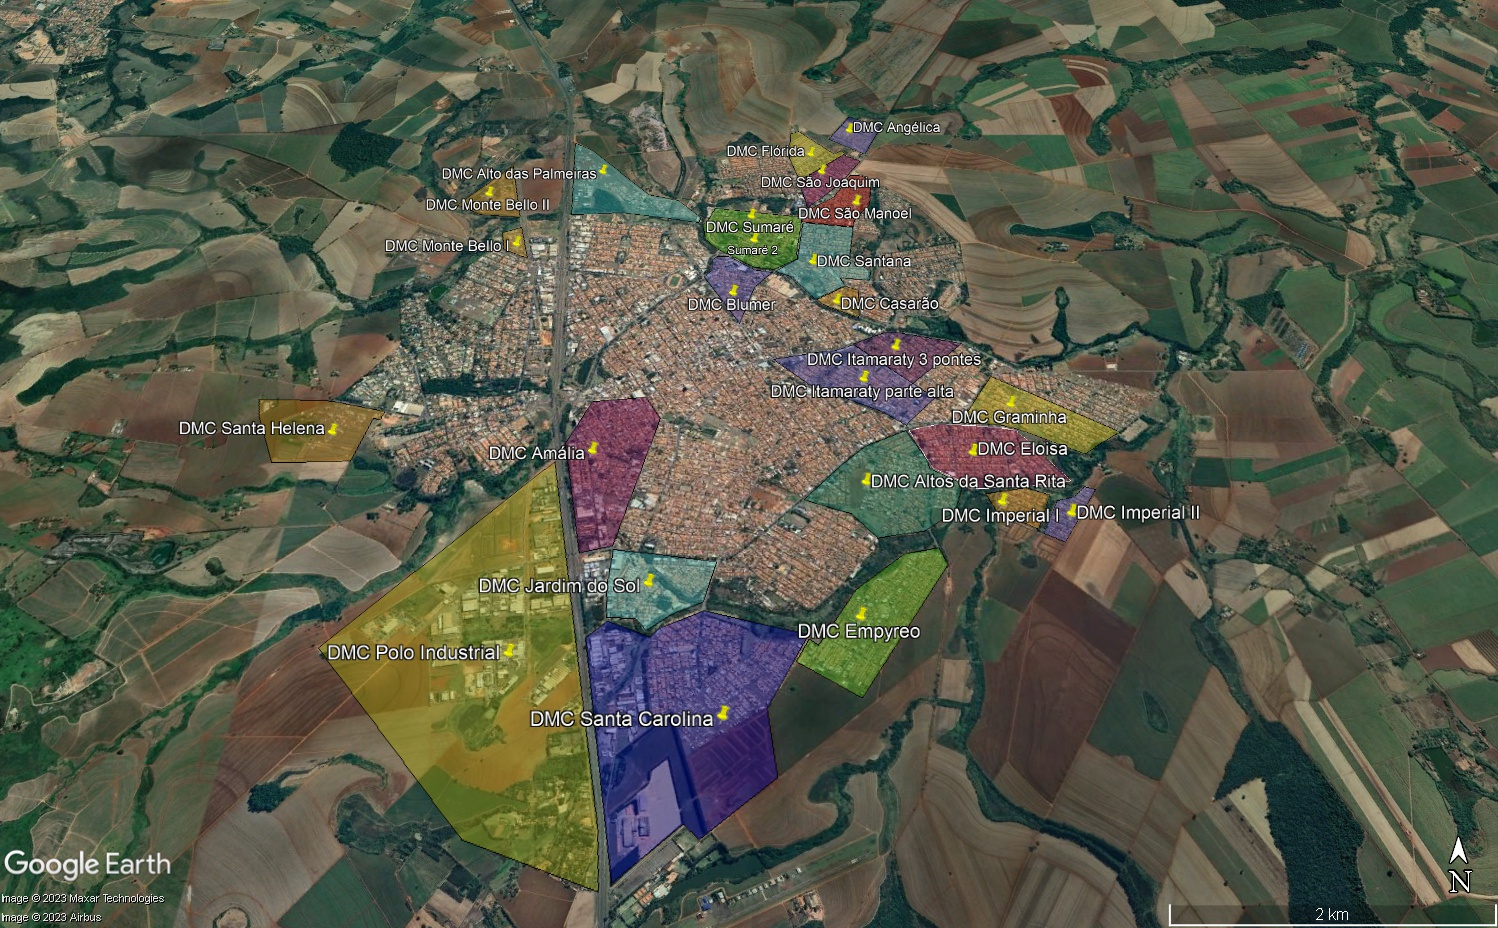 DMC Angélica
DMC Flórida
DMC Alto das Palmeiras
DMC São Joaquim
DMC Monte Bello II
DMC São Manoel
DMC Sumaré
DMC Monte Bello I
Sumaré 2
DMC Santana
DMC Blumer
DMC Casarão
DMC Itamaraty 3 pontes
DMC Itamaraty parte alta
DMC Graminha
DMC Santa Helena
DMC Amália
DMC Eloisa
DMC Altos da Santa Rita
DMC Imperial I
DMC Imperial II
DMC Jardim do Sol
DMC Empyreo
DMC Polo Industrial
DMC Santa Carolina
Google Earth
Image © 2023 Maxar Technologies
Image © 2023 Airbus
N
2 km